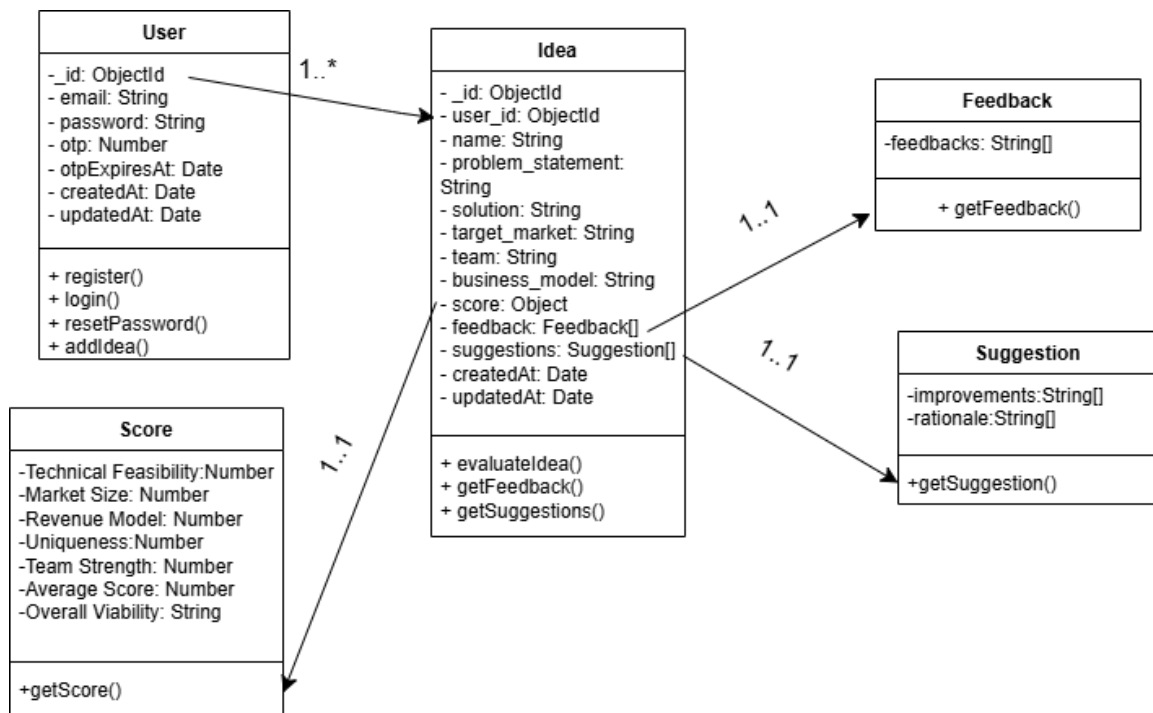 User
-_id: ObjectId
- email: String
- password: String
- otp: Number
- otpExpiresAt: Date
- createdAt: Date
- updatedAt: Date
+ register()
+ login()
+ resetPassword()
+ addIdea()
1..*
Idea
- _id: ObjectId
- user_id: ObjectId
- name: String
- problem_statement:
String
- solution: String
- target_market: String
- team: String
- business_model: String
- score: Object
- feedback: Feedback[]
- suggestions: Suggestion[]
- createdAt: Date
- updatedAt: Date
+ evaluateIdea()
+ getFeedback()
+ getSuggestions()
1..1
Feedback
-feedbacks: String[]
+ getFeedback()
1..1
Suggestion
-improvements:String[]
-rationale:String[]
+getSuggestion()
1..1
Score
-Technical Feasibility:Number
-Market Size: Number
-Revenue Model: Number
-Uniqueness:Number
-Team Strength: Number
-Average Score: Number
-Overall Viability: String
+getScore()